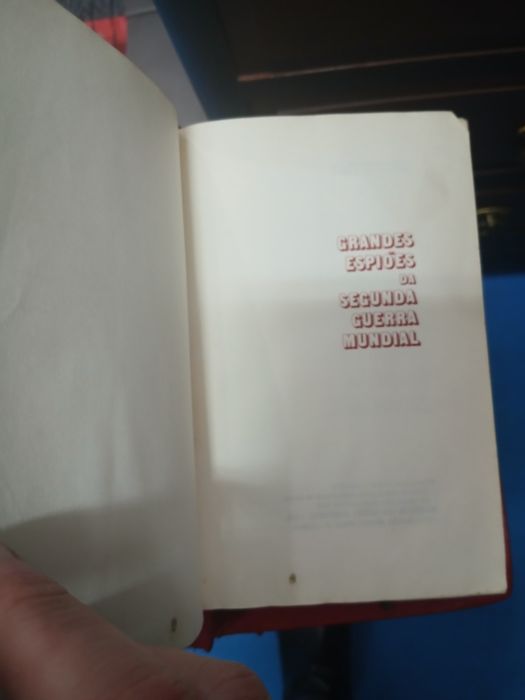 GRANDES
ESPIÕES
DA
SEGUNDA
GUERRA
MUNDIAL